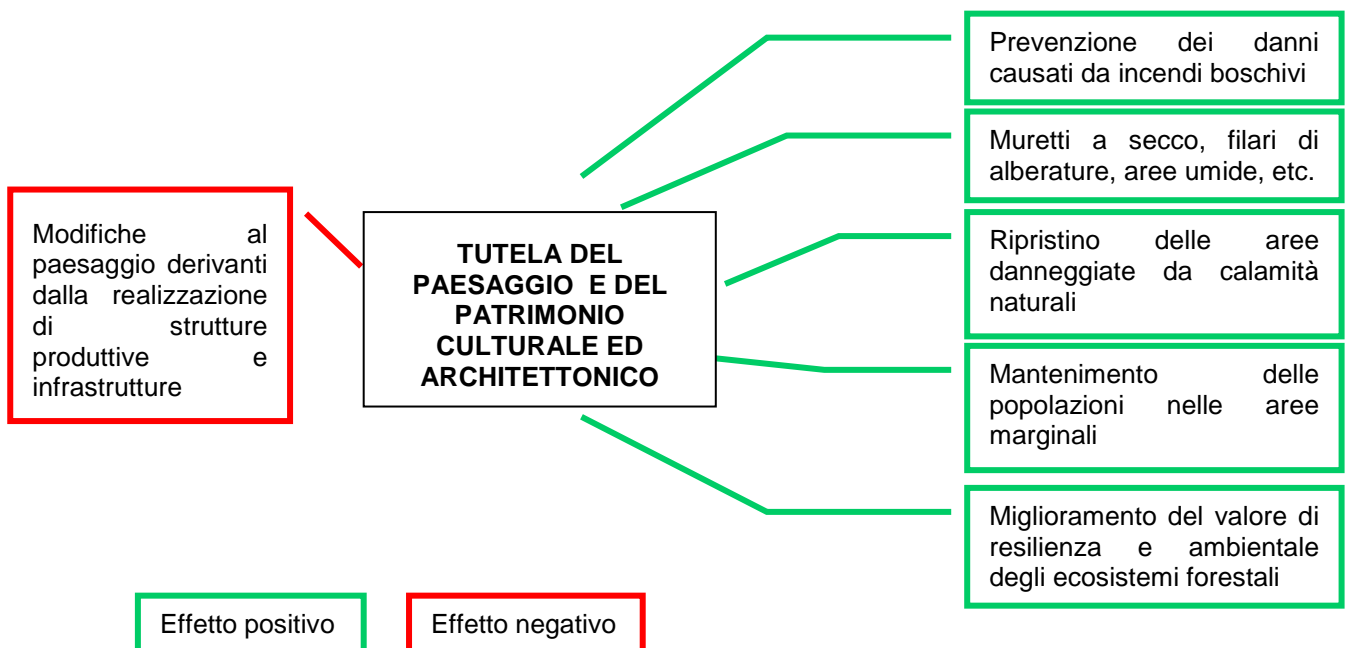 Prevenzione dei danni
causati da incendi boschivi
Muretti a secco, filari di
alberature, aree umide, etc.
Modifiche al
paesaggio derivanti
dalla realizzazione
di strutture
produttive e
infrastrutture
TUTELA DEL
PAESAGGIO E DEL
PATRIMONIO
CULTURALE ED
ARCHITETTONICO
Ripristino delle aree
danneggiate da calamità
naturali
Mantenimento delle
popolazioni nelle aree
marginali
Miglioramento del valore di
resilienza e ambientale
degli ecosistemi forestali
Effetto positivo
Effetto negativo